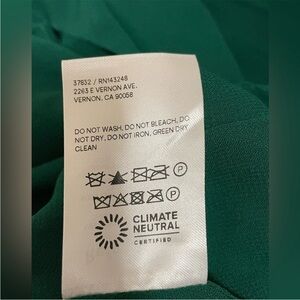 37832 / RN143248
2263 E VERNON AVE.
VERNON, CA 90058
DO NOT WASH. DO NOT BLEACH. DO
NOT DRY. DO NOT IRON. GREEN DRY
CLEAN
P
P
CLIMATE
NEUTRAL
CERTIFIED